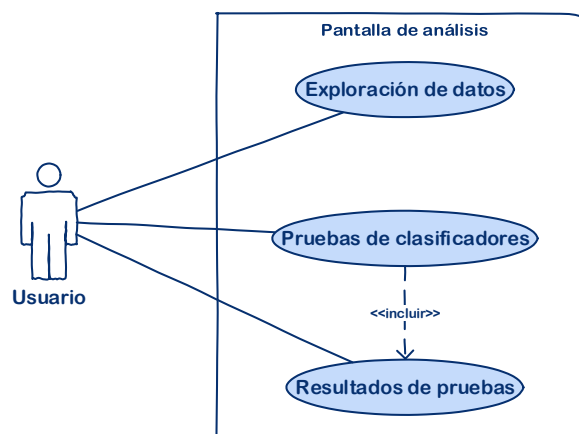 Pantalla de análisis
Exploración de datos
Pruebas de clasificadores
Usuario
<<incluir>>
Resultados de pruebas